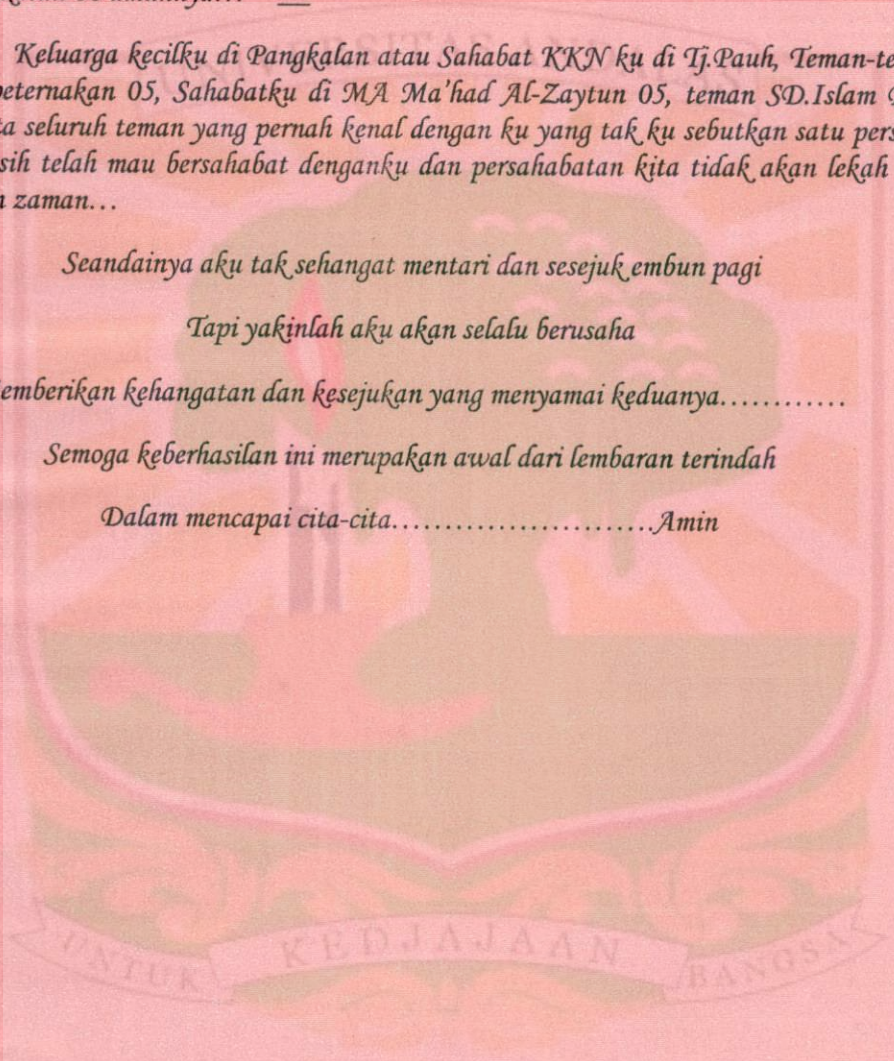 Keluarga kecilku di Pangkalan atau Sahabat KKN ku di Tj.Pauh, Teman-te
peternakan 05, Sahabatku di MA Ma'had Al-Zaytun 05, teman SD.Islam
ta seluruh teman yang pernah kenal dengan ku yang tak ku sebutkan satu pers
sih telah mau bersahabat denganku dan persahabatan kita tidak akan lekah
n zaman...
Seandainya aku tak sehangat mentari dan sesejuk embun pagi
Tapi yakinlah aku akan selalu berusaha
emberikan kehangatan dan kesejukan yang menyamai keduanya............
Semoga keberhasilan ini merupakan awal dari lembaran terindah
Dalam mencapai cita-cita.........................Amin
UNTUK KEDJAJAAN BANGSA